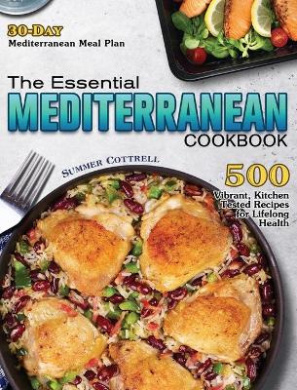 30-DAY
Mediterranean Meal Plan
The Essential
MEDITERRANEAN
COOKBOOK
SUMMER COTTRELL
500
Vibrant, Kitchen
Tested Recipes
for Lifelong
Health